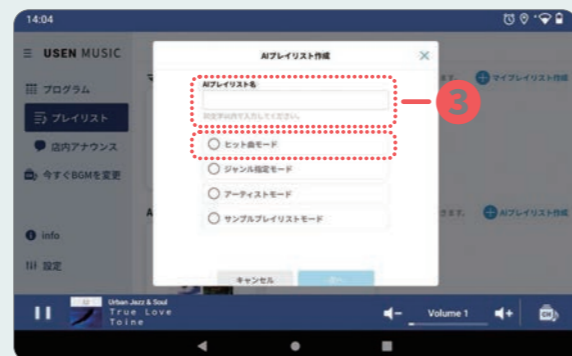 14:04
USEN MUSIC
プログラム
プレイリスト
店内アナウンス
今すぐBGMを変更
info
設定
AIプレイリスト作成
AIプレイリスト名
ヒット曲モード
ジャンル指定モード
アーティストモード
サンプルプレイリストモード
キャンセル
マイプレイリスト作成
AIプレイリスト作成
3
Urban Jazz & Soul
True Love
Toine
Volume 1